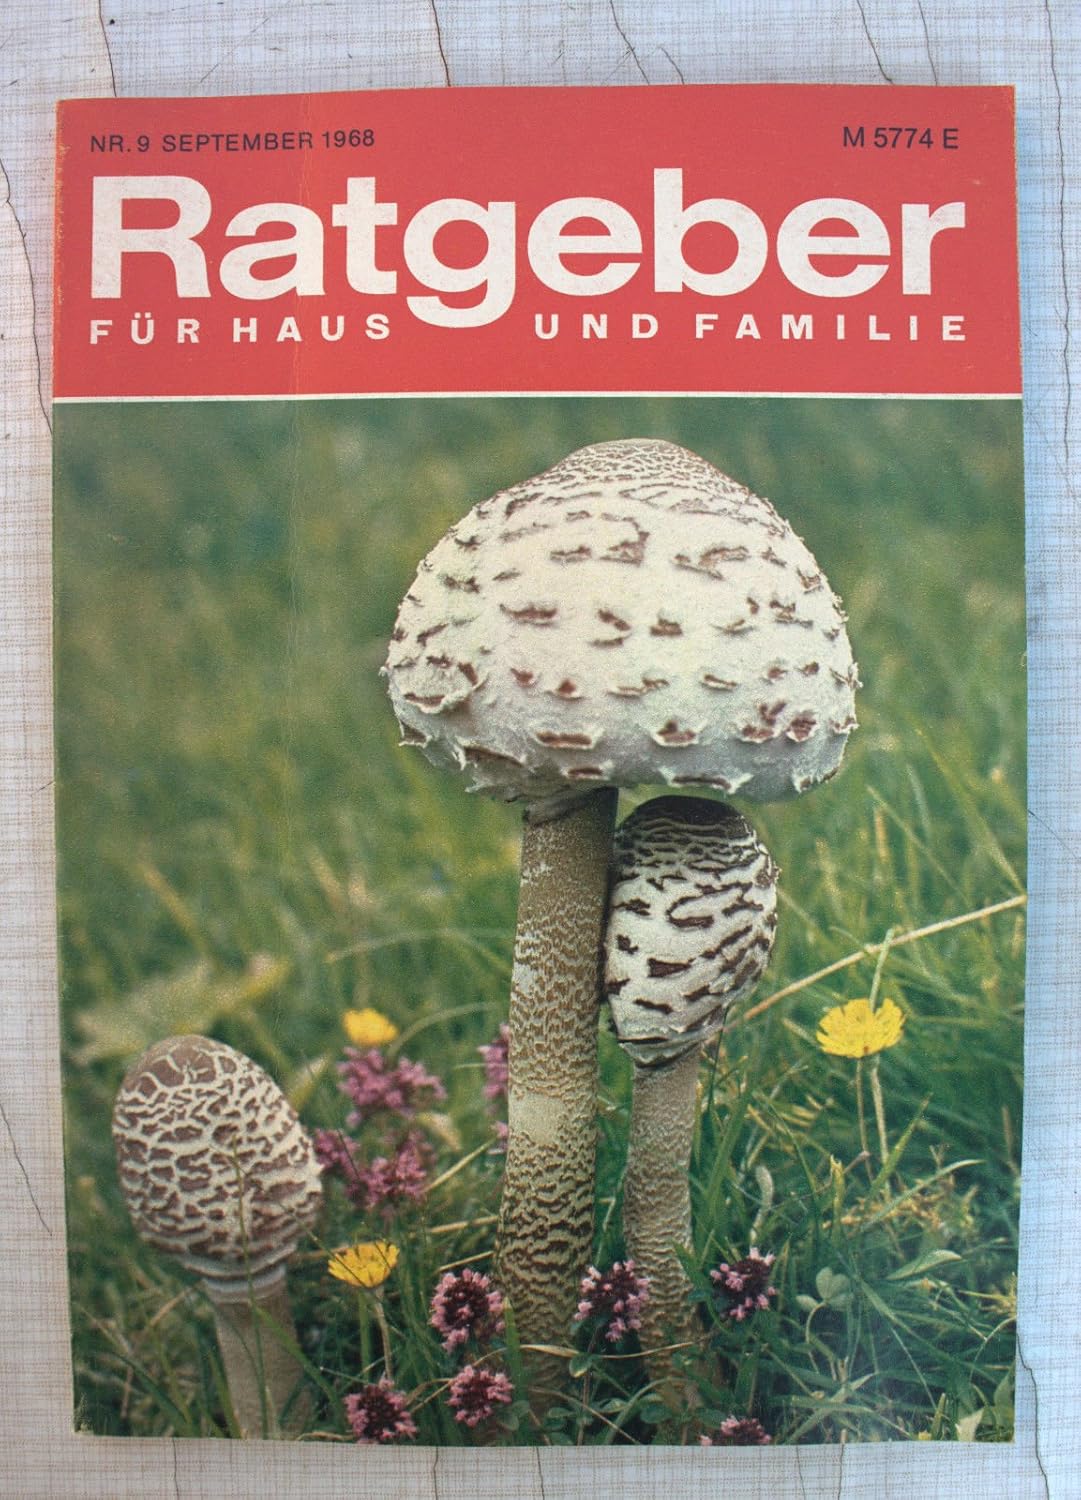 NR. 9 SEPTEMBER 1968
M 5774 E
Ratgeber
FÜR HAUS UND FAMILIE